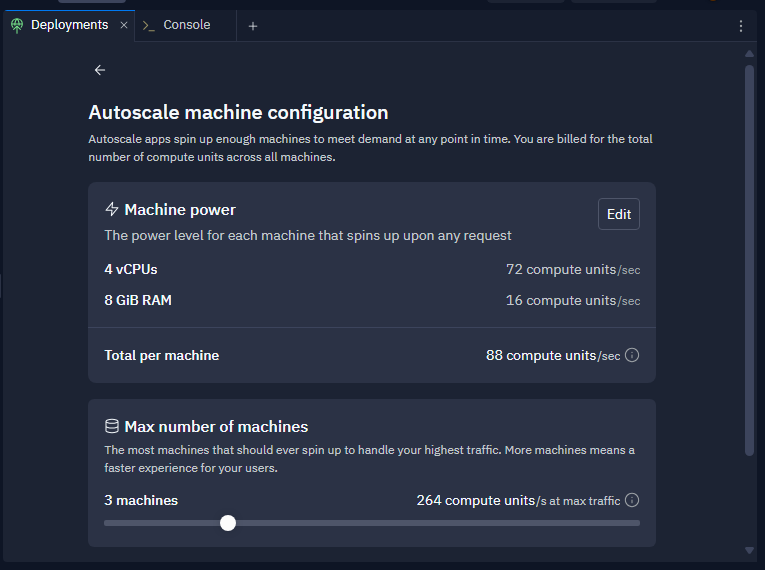 Deployments
Console
Autoscale machine configuration
Autoscale apps spin up enough machines to meet demand at any point in time. You are billed for the total
number of compute units across all machines.
Machine power
Edit
The power level for each machine that spins up upon any request
4 vCPUs 72 compute units/sec
8 GiB RAM 16 compute units/sec
Total per machine 88 compute units/sec
Max number of machines
The most machines that should ever spin up to handle your highest traffic. More machines means a
faster experience for your users.
3 machines 264 compute units/s at max traffic